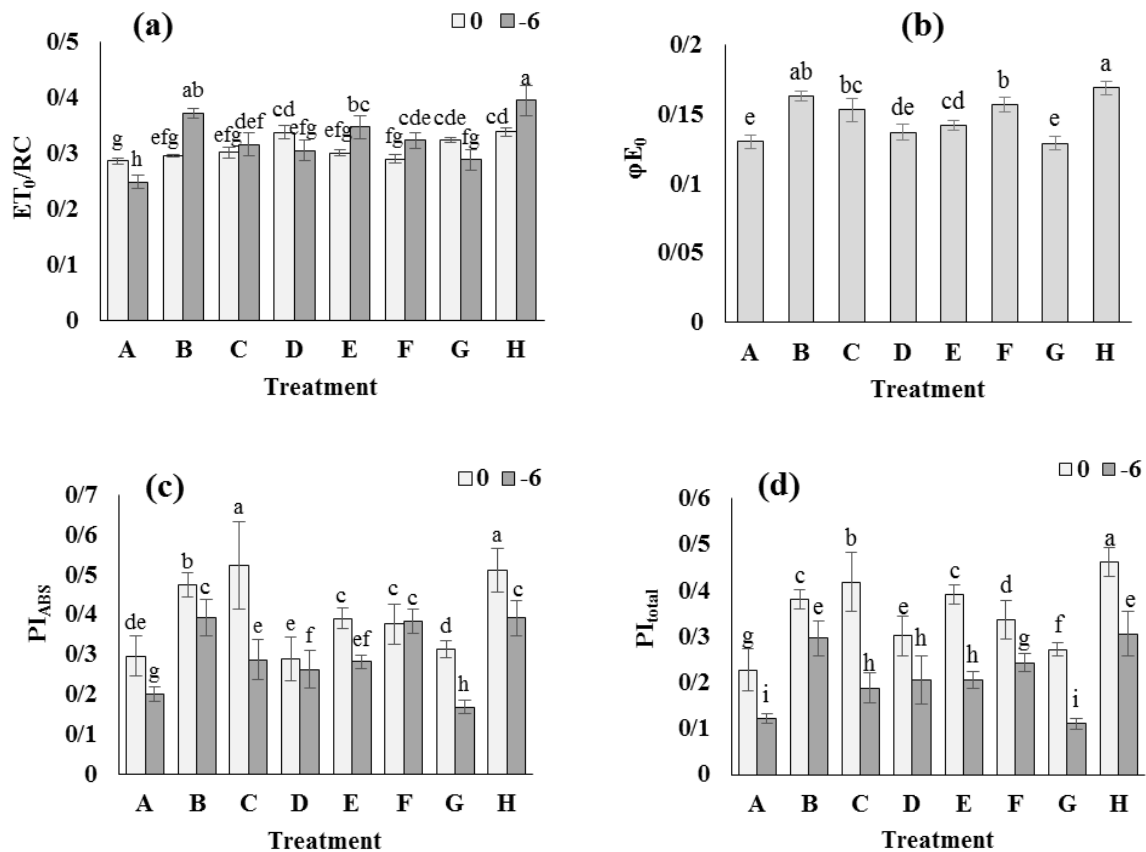 (a)
0 -6
0/5
0/4
0/3
0/2
0/1
0
ET₀/RC
g h efg ab efg def cd efg efg bc fg cde cde fg cd a
A B C D E F G H
Treatment
(b)
0/2
0/15
0/1
0/05
0
φE₀
e ab bc de cd b e a
A B C D E F G H
Treatment
(c)
0 -6
0/7
0/6
0/5
0/4
0/3
0/2
0/1
0
PI_ABS
de g b c a e e f c ef c c d h a c
A B C D E F G H
Treatment
(d)
0 -6
0/6
0/5
0/4
0/3
0/2
0/1
0
PI_total
g i c e b h e h c h d g f i a e
A B C D E F G H
Treatment